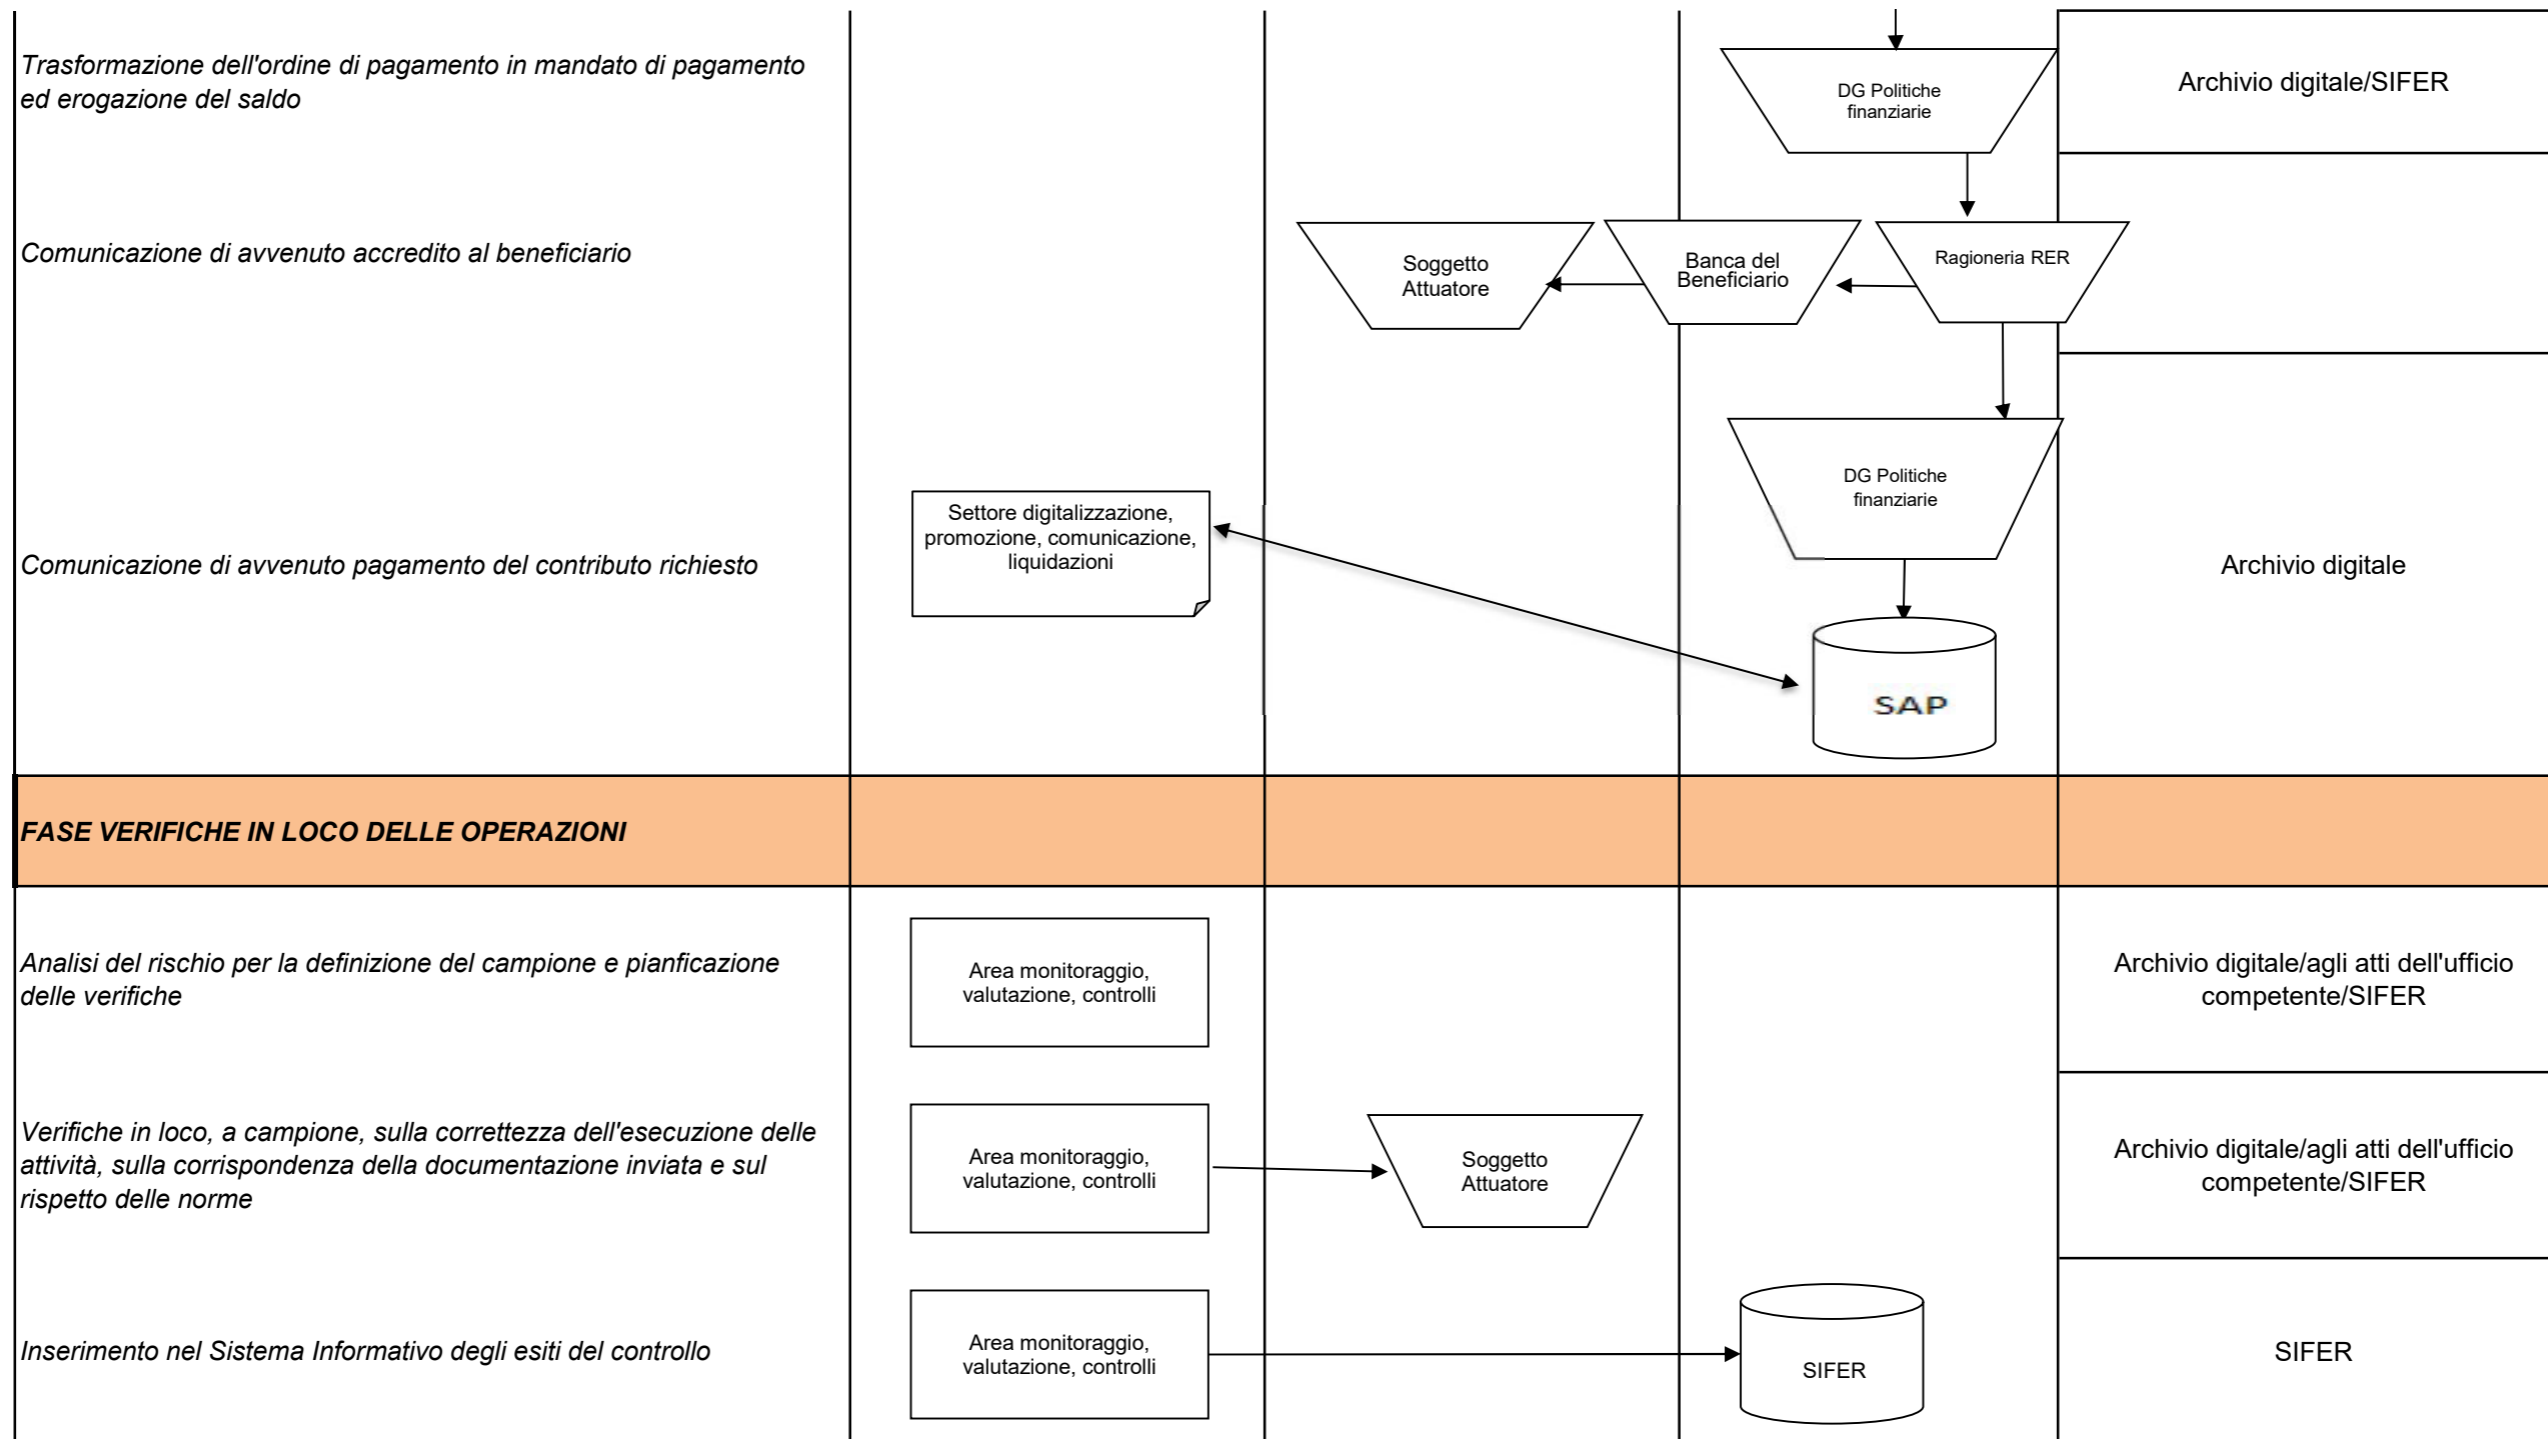 Trasformazione dell'ordine di pagamento in mandato di pagamento
ed erogazione del saldo
DG Politiche
finanziarie
Archivio digitale/SIFER
Comunicazione di avvenuto accredito al beneficiario
Soggetto
Attuatore
Banca del
Beneficiario
Ragioneria RER
DG Politiche
finanziarie
Comunicazione di avvenuto pagamento del contributo richiesto
Settore digitalizzazione,
promozione, comunicazione,
liquidazioni
Archivio digitale
SAP
FASE VERIFICHE IN LOCO DELLE OPERAZIONI
Analisi del rischio per la definizione del campione e pianficazione
delle verifiche
Area monitoraggio,
valutazione, controlli
Archivio digitale/agli atti dell'ufficio
competente/SIFER
Verifiche in loco, a campione, sulla correttezza dell'esecuzione delle
attività, sulla corrispondenza della documentazione inviata e sul
rispetto delle norme
Area monitoraggio,
valutazione, controlli
Soggetto
Attuatore
Archivio digitale/agli atti dell'ufficio
competente/SIFER
Inserimento nel Sistema Informativo degli esiti del controllo
Area monitoraggio,
valutazione, controlli
SIFER
SIFER